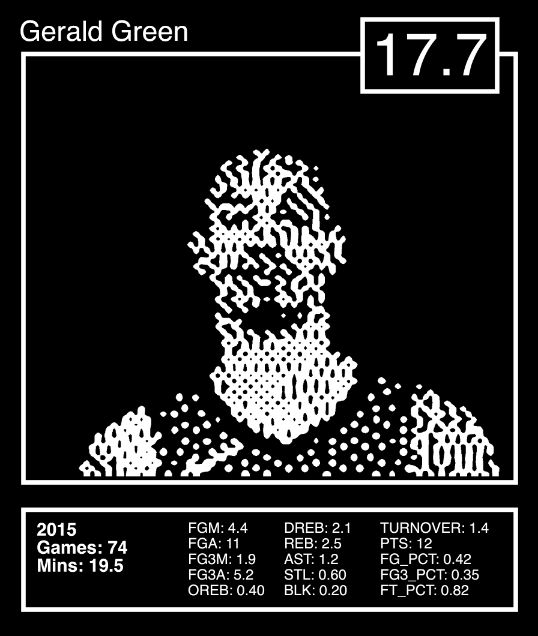 Gerald Green
17.7
2015
Games: 74
Mins: 19.5
FGM: 4.4
FGA: 11
FG3M: 1.9
FG3A: 5.2
OREB: 0.40
DREB: 2.1
REB: 2.5
AST: 1.2
STL: 0.60
BLK: 0.20
TURNOVER: 1.4
PTS: 12
FG_PCT: 0.42
FG3_PCT: 0.35
FT_PCT: 0.82